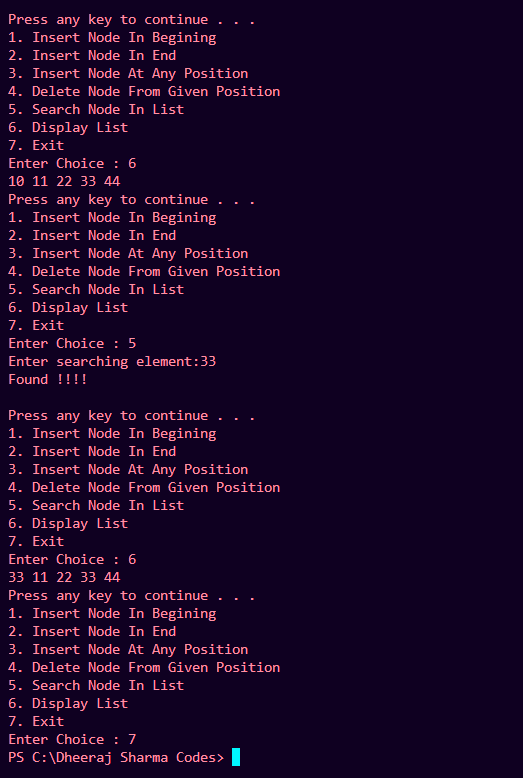 Press any key to continue . . .
1. Insert Node In Begining
2. Insert Node In End
3. Insert Node At Any Position
4. Delete Node From Given Position
5. Search Node In List
6. Display List
7. Exit
Enter Choice : 6
10 11 22 33 44
Press any key to continue . . .
1. Insert Node In Begining
2. Insert Node In End
3. Insert Node At Any Position
4. Delete Node From Given Position
5. Search Node In List
6. Display List
7. Exit
Enter Choice : 5
Enter searching element:33
Found !!!!
Press any key to continue . . .
1. Insert Node In Begining
2. Insert Node In End
3. Insert Node At Any Position
4. Delete Node From Given Position
5. Search Node In List
6. Display List
7. Exit
Enter Choice : 6
33 11 22 33 44
Press any key to continue . . .
1. Insert Node In Begining
2. Insert Node In End
3. Insert Node At Any Position
4. Delete Node From Given Position
5. Search Node In List
6. Display List
7. Exit
Enter Choice : 7
PS C:\Dheeraj Sharma Codes>